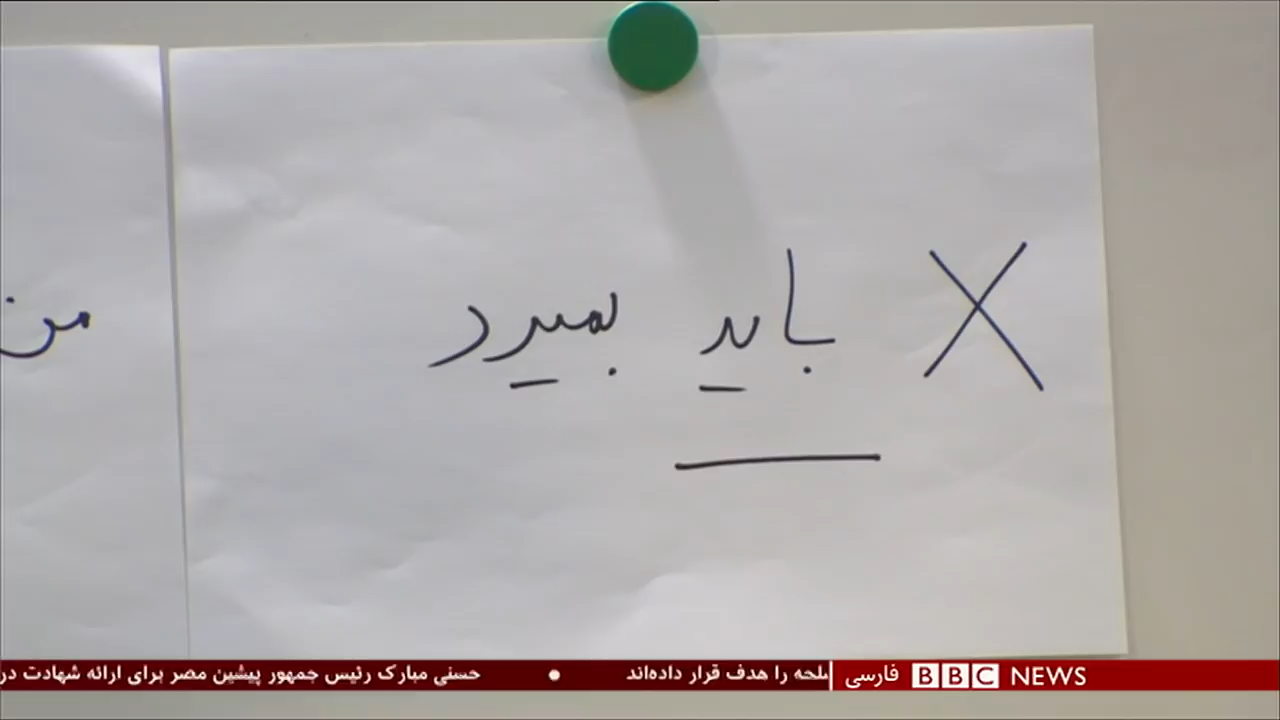 X باید بمیرد
من
حسنی مبارک رئیس جمهور پیشین مصر برای ارائه شهادت در • سلحه را هدف قرار داده‌اند
BBC NEWS فارسی